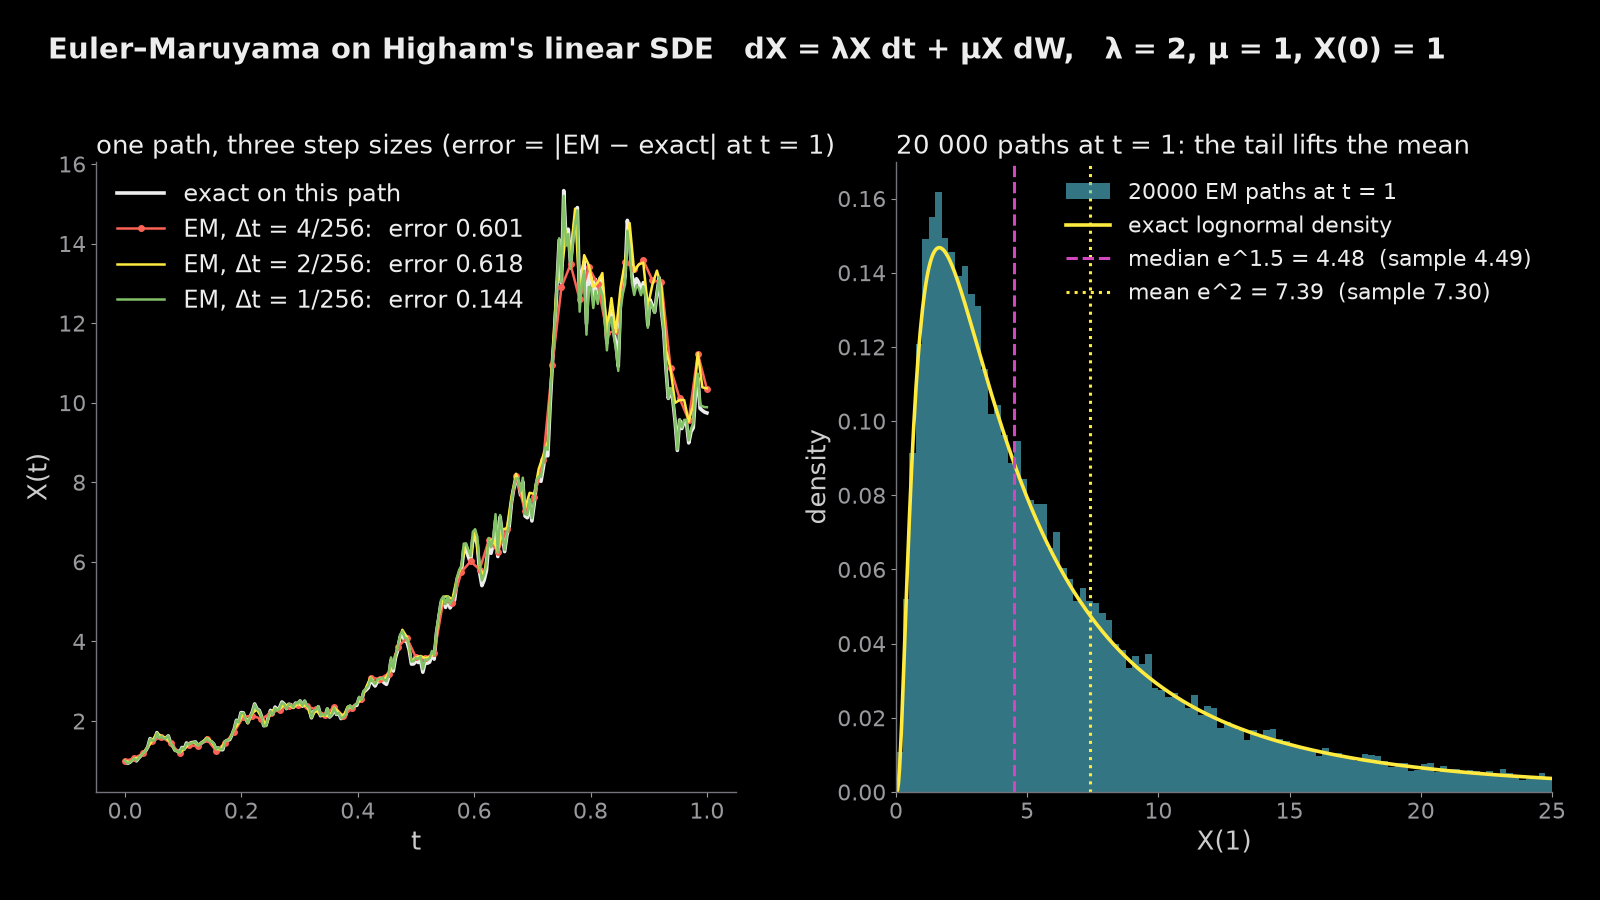 Euler–Maruyama on Higham's linear SDE   dX = λX dt + μX dW,   λ = 2, μ = 1, X(0) = 1
one path, three step sizes (error = |EM − exact| at t = 1)
exact on this path
EM, Δt = 4/256:  error 0.601
EM, Δt = 2/256:  error 0.618
EM, Δt = 1/256:  error 0.144
16
14
12
10
8
6
4
2
X(t)
0.0
0.2
0.4
0.6
0.8
1.0
t
20 000 paths at t = 1: the tail lifts the mean
20000 EM paths at t = 1
exact lognormal density
median e^1.5 = 4.48  (sample 4.49)
mean e^2 = 7.39  (sample 7.30)
0.16
0.14
0.12
0.10
0.08
0.06
0.04
0.02
0.00
density
0
5
10
15
20
25
X(1)